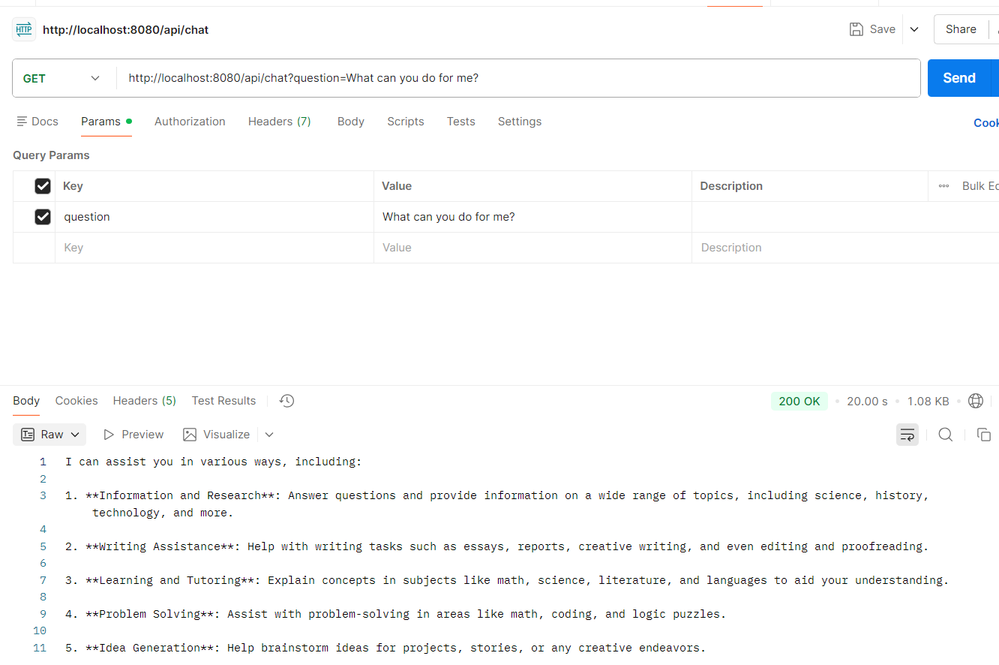 HTTP http://localhost:8080/api/chat Save Share
GET http://localhost:8080/api/chat?question=What can you do for me? Send
Docs Params Authorization Headers (7) Body Scripts Tests Settings
Query Params
Key Value Description Bulk
question What can you do for me?
Key Value Description
Body Cookies Headers (5) Test Results 200 OK 20.00 s 1.08 KB
Raw Preview Visualize
1 I can assist you in various ways, including:
2
3 1. **Information and Research**: Answer questions and provide information on a wide range of topics, including science, history,
technology, and more.
4
5 2. **Writing Assistance**: Help with writing tasks such as essays, reports, creative writing, and even editing and proofreading.
6
7 3. **Learning and Tutoring**: Explain concepts in subjects like math, science, literature, and languages to aid your understanding.
8
9 4. **Problem Solving**: Assist with problem-solving in areas like math, coding, and logic puzzles.
10
11 5. **Idea Generation**: Help brainstorm ideas for projects, stories, or any creative endeavors.